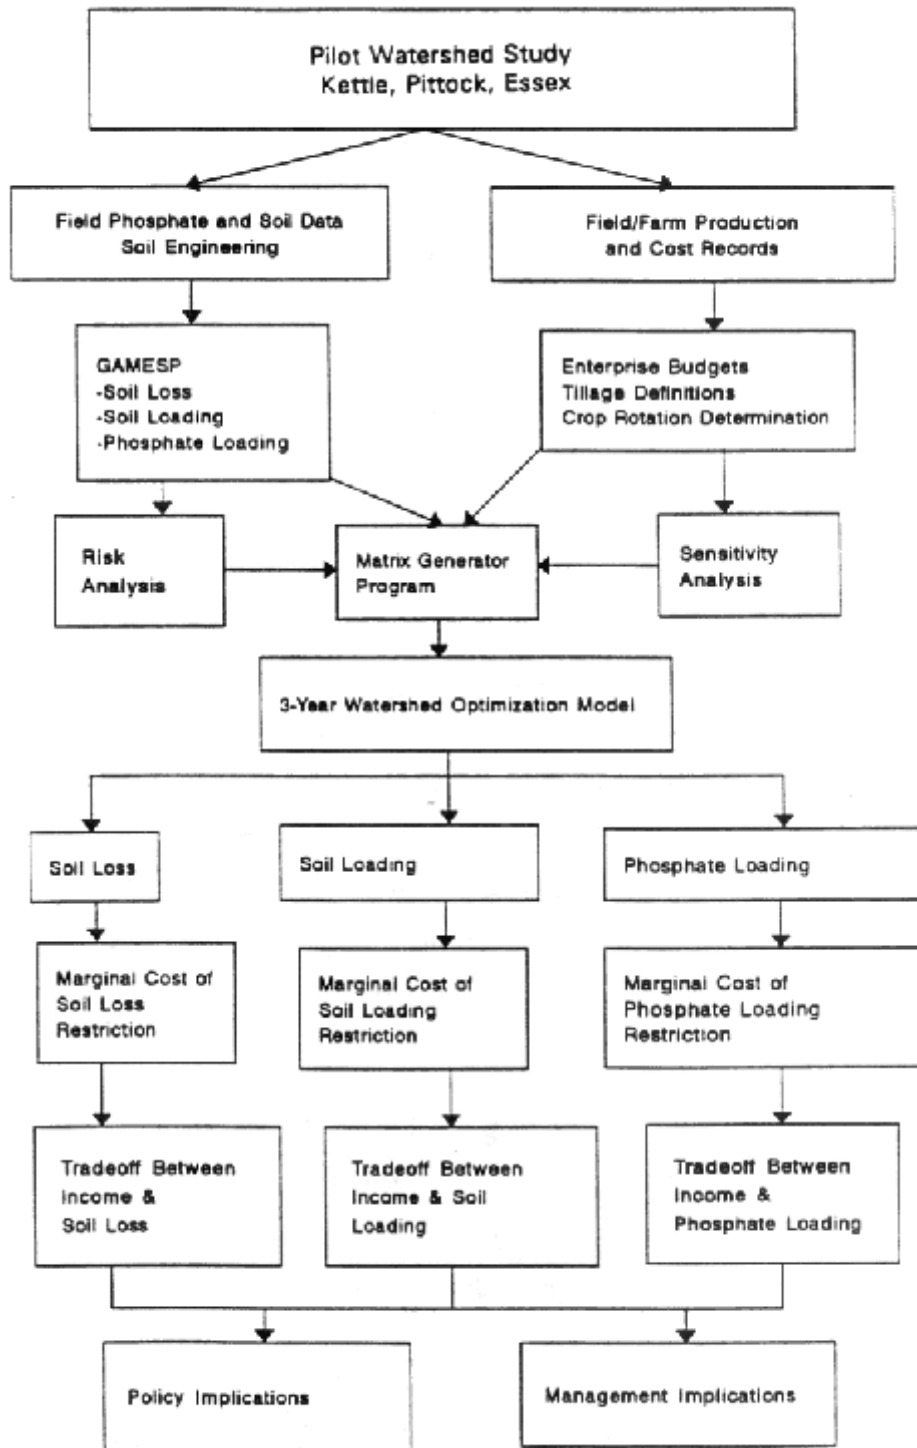 Pilot Watershed Study
Kettle, Pittock, Essex
Field Phosphate and Soil Data
Soil Engineering
Field/Farm Production
and Cost Records
GAMESP
-Soil Loss
-Soil Loading
-Phosphate Loading
Enterprise Budgets
Tillage Definitions
Crop Rotation Determination
Risk
Analysis
Matrix Generator
Program
Sensitivity
Analysis
3-Year Watershed Optimization Model
Soil Loss
Soil Loading
Phosphate Loading
Marginal Cost of
Soil Loss
Restriction
Marginal Cost of
Soil Loading
Restriction
Marginal Cost of
Phosphate Loading
Restriction
Tradeoff Between
Income &
Soil Loss
Tradeoff Between
Income & Soil
Loading
Tradeoff Between
Income &
Phosphate Loading
Policy Implications
Management Implications